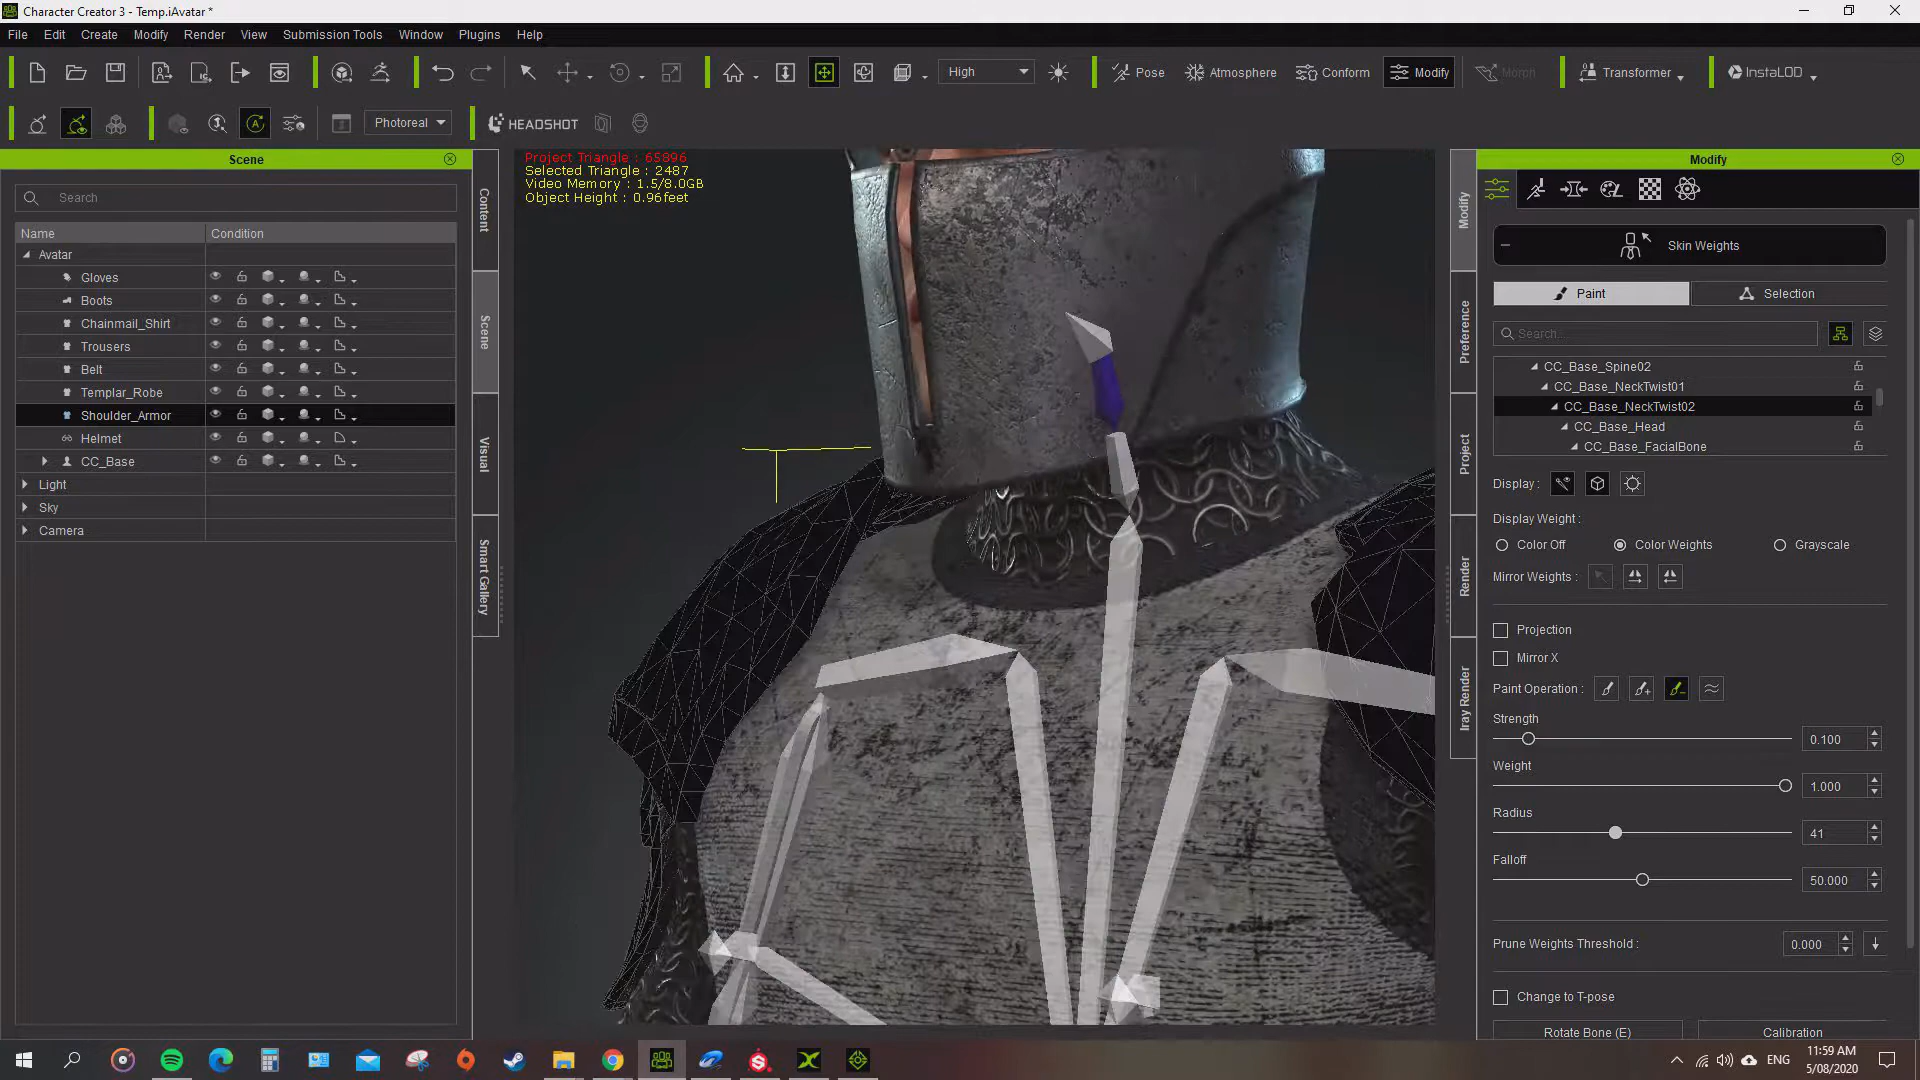 Character Creator 3 - Temp.iAvatar *
File Edit Create Modify Render View Submission Tools Window Plugins Help
High Pose Atmosphere Conform Modify Morph Transformer InstaLOD
Photoreal HEADSHOT
Scene
Search
Name Condition
Avatar
Gloves
Boots
Chainmail_Shirt
Trousers
Belt
Templar_Robe
Shoulder_Armor
Helmet
CC_Base
Light
Sky
Camera
Content
Scene
Visual
Smart Gallery
Project Triangle : 65896
Selected Triangle : 2487
Video Memory : 1.5/8.0GB
Object Height : 0.96feet
Modify
Preference
Project
Render
Iray Render
Modify
Skin Weights
Paint Selection
Search...
CC_Base_Spine02
CC_Base_NeckTwist01
CC_Base_NeckTwist02
CC_Base_Head
CC_Base_FacialBone
Display :
Display Weight :
Color Off Color Weights Grayscale
Mirror Weights :
Projection
Mirror X
Paint Operation :
Strength
0.100
Weight
1.000
Radius
41
Falloff
50.000
Prune Weights Threshold : 0.000
Change to T-pose
Rotate Bone (E) Calibration
ENG
11:59 AM
5/08/2020